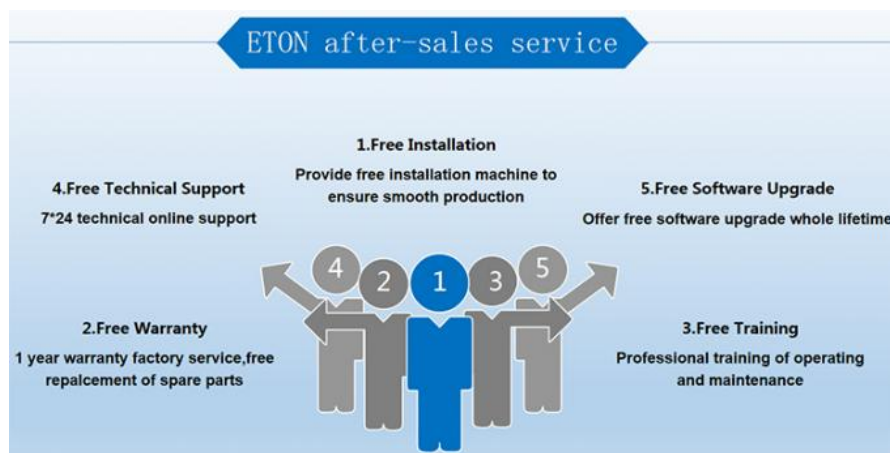 ETON after-sales service
1.Free Installation
Provide free installation machine to
ensure smooth production
4.Free Technical Support
7*24 technical online support
5.Free Software Upgrade
Offer free software upgrade whole lifetime
4
2
1
3
5
2.Free Warranty
1 year warranty factory service,free
repalcement of spare parts
3.Free Training
Professional training of operating
and maintenance